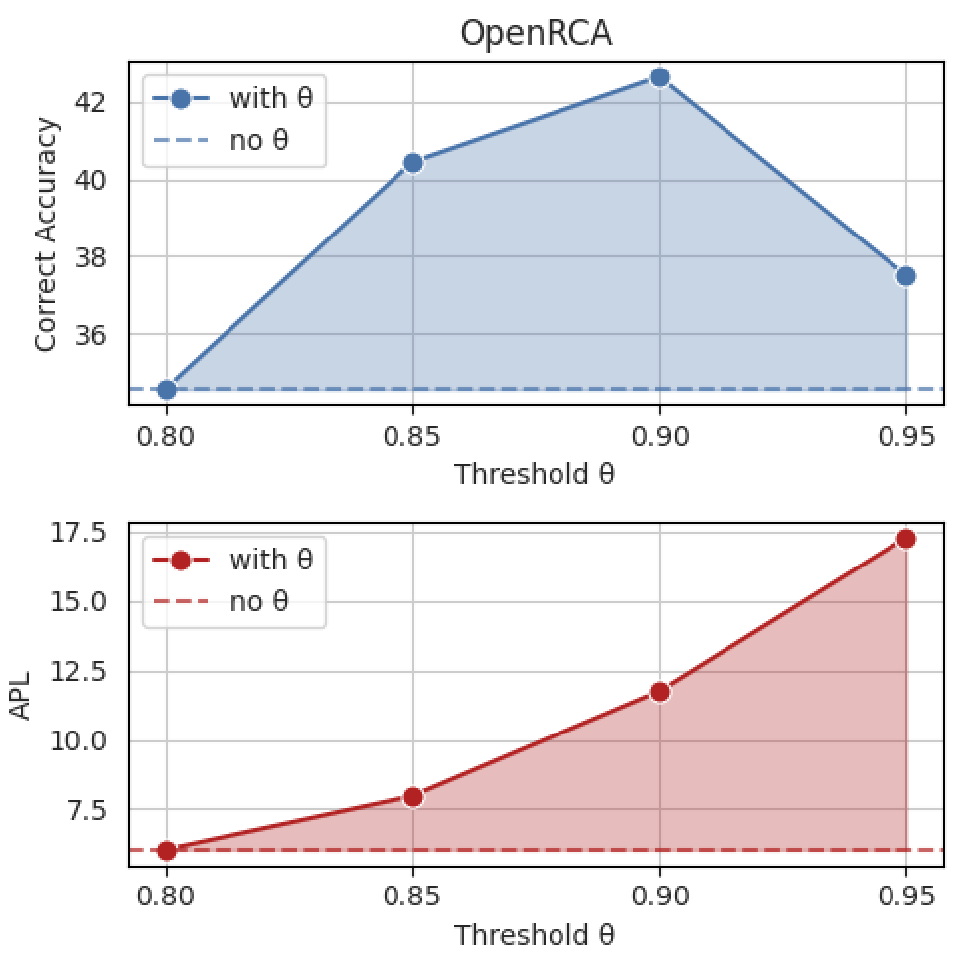 OpenRCA
with θ
no θ
Correct Accuracy
42
40
38
36
0.80 0.85 0.90 0.95
Threshold θ
with θ
no θ
APL
17.5
15.0
12.5
10.0
7.5
0.80 0.85 0.90 0.95
Threshold θ